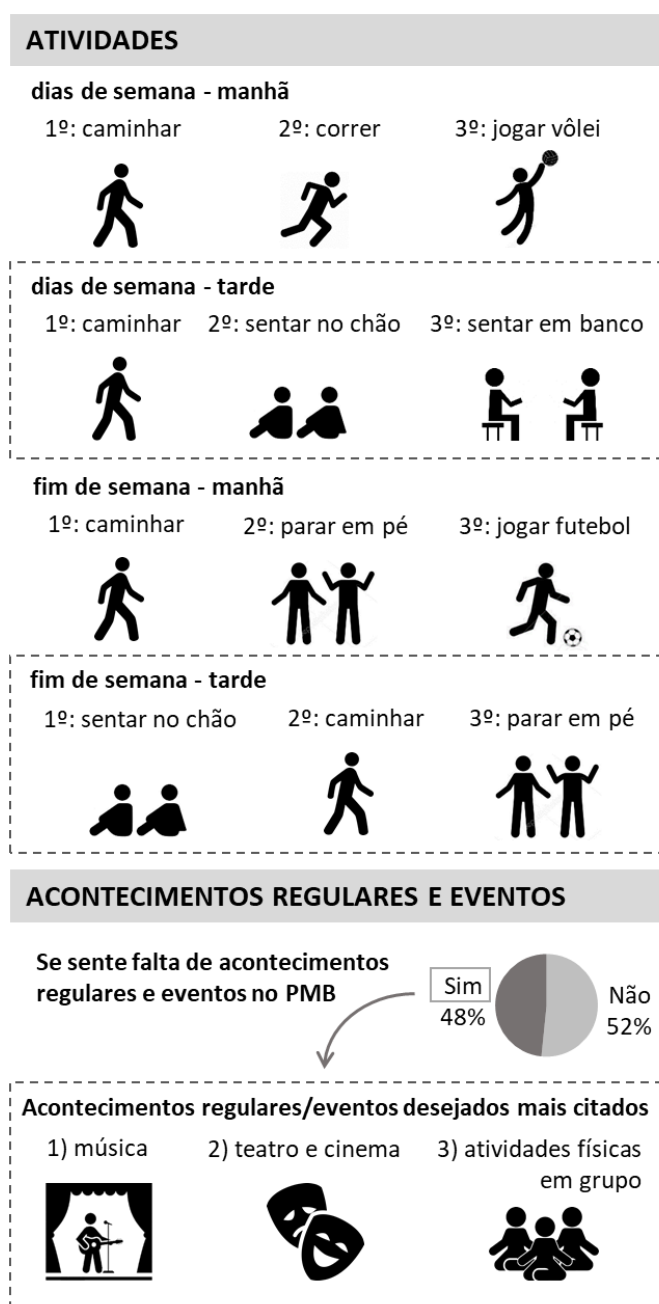 ATIVIDADES
dias de semana - manhã
1º: caminhar 2º: correr 3º: jogar vôlei
dias de semana - tarde
1º: caminhar 2º: sentar no chão 3º: sentar em banco
fim de semana - manhã
1º: caminhar 2º: parar em pé 3º: jogar futebol
fim de semana - tarde
1º: sentar no chão 2º: caminhar 3º: parar em pé
ACONTECIMENTOS REGULARES E EVENTOS
Se sente falta de acontecimentos
regulares e eventos no PMB
Sim
48%
Não
52%
Acontecimentos regulares/eventos desejados mais citados
1) música 2) teatro e cinema 3) atividades físicas
em grupo